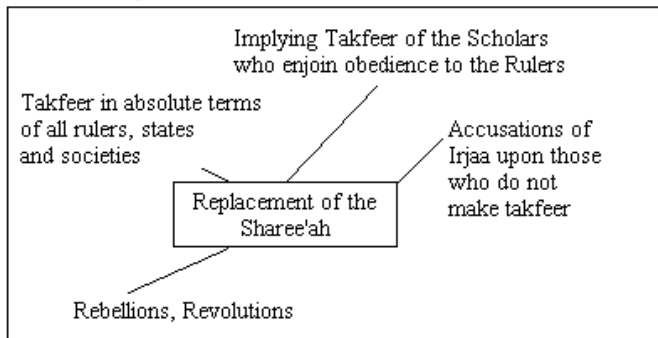 Implying Takfeer of the Scholars
who enjoin obedience to the Rulers
Takfeer in absolute terms
of all rulers, states
and societies
Accusations of
Irjaa upon those
who do not
make takfeer
Replacement of the
Sharee'ah
Rebellions, Revolutions